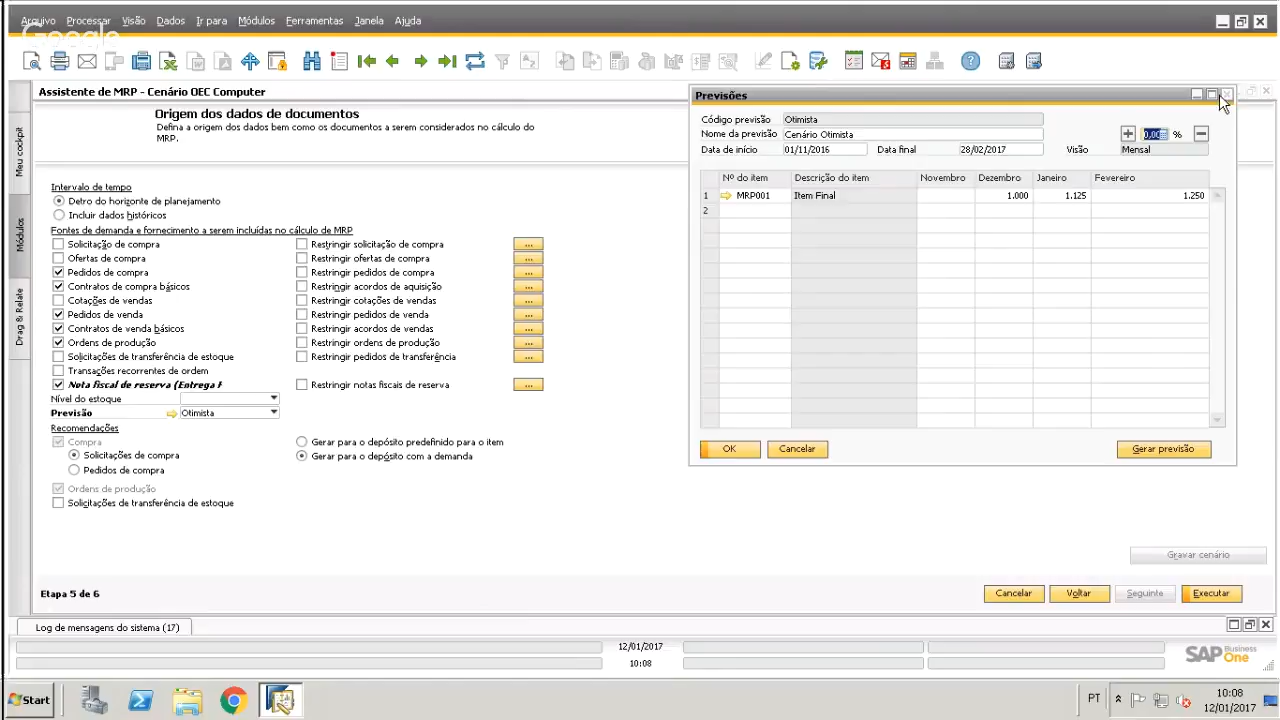 Arquivo Processar Visão Dados Ir para Módulos Ferramentas Janela Ajuda
Google
Assistente de MRP - Cenário OEC Computer
Origem dos dados de documentos
Defina a origem dos dados bem como os documentos a serem considerados no cálculo do
MRP.
Meu cockpit
Módulos
Drag & Relate
Intervalo de tempo
Detro do horizonte de planejamento
Incluir dados históricos
Fontes de demanda e fornecimento a serem incluídas no cálculo de MRP
Solicitação de compra Restringir solicitação de compra ...
Ofertas de compra Restringir ofertas de compra ...
Pedidos de compra Restringir pedidos de compra ...
Contratos de compra básicos Restringir acordos de aquisição ...
Cotações de vendas Restringir cotações de vendas ...
Pedidos de venda Restringir pedidos de venda ...
Contratos de venda básicos Restringir acordos de vendas ...
Ordens de produção Restringir ordens de produção ...
Solicitações de transferência de estoque Restringir pedidos de transferência ...
Transações recorrentes de ordem
Nota fiscal de reserva (Entrega F Restringir notas fiscais de reserva ...
Nível do estoque
Previsão Otimista
Recomendações
Compra Gerar para o depósito predefinido para o item
Solicitações de compra Gerar para o depósito com a demanda
Pedidos de compra
Ordens de produção
Solicitações de transferência de estoque
Previsões
Código previsão Otimista
Nome da previsão Cenário Otimista + 0,00 % −
Data de início 01/11/2016 Data final 28/02/2017 Visão Mensal
Nº do item Descrição do item Novembro Dezembro Janeiro Fevereiro
1 MRP001 Item Final 1.000 1.125 1.250
2
OK Cancelar Gerar previsão
Gravar cenário
Etapa 5 de 6 Cancelar Voltar Seguinte Executar
Log de mensagens do sistema (17)
12/01/2017
10:08
SAP Business One
Start PT 10:08
12/01/2017